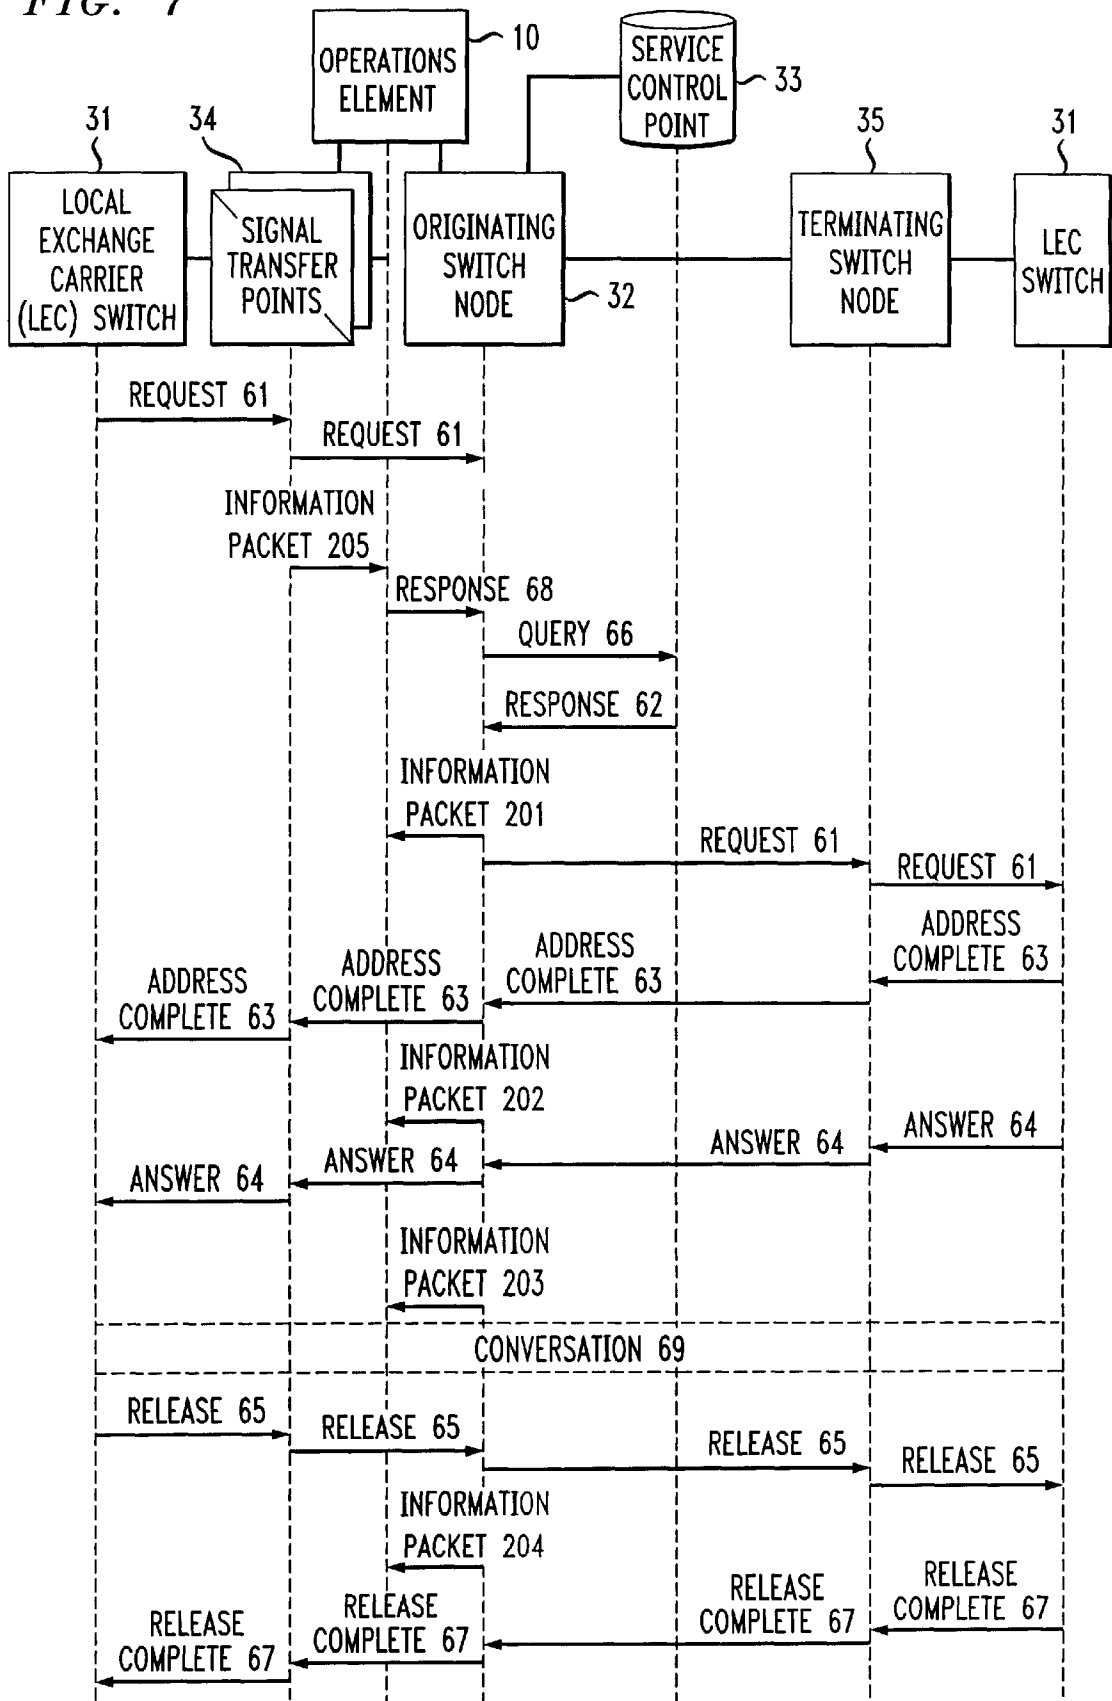 FIG. 7
OPERATIONS
ELEMENT
10
SERVICE
CONTROL
POINT
33
31
34
35
31
LOCAL
EXCHANGE
CARRIER
(LEC) SWITCH
SIGNAL
TRANSFER
POINTS
ORIGINATING
SWITCH
NODE
32
TERMINATING
SWITCH
NODE
LEC
SWITCH
REQUEST 61
REQUEST 61
INFORMATION
PACKET 205
RESPONSE 68
QUERY 66
RESPONSE 62
INFORMATION
PACKET 201
REQUEST 61
REQUEST 61
ADDRESS
COMPLETE 63
ADDRESS
COMPLETE 63
ADDRESS
COMPLETE 63
ADDRESS
COMPLETE 63
INFORMATION
PACKET 202
ANSWER 64
ANSWER 64
ANSWER 64
ANSWER 64
INFORMATION
PACKET 203
CONVERSATION 69
RELEASE 65
RELEASE 65
RELEASE 65
RELEASE 65
INFORMATION
PACKET 204
RELEASE
COMPLETE 67
RELEASE
COMPLETE 67
RELEASE
COMPLETE 67
RELEASE
COMPLETE 67